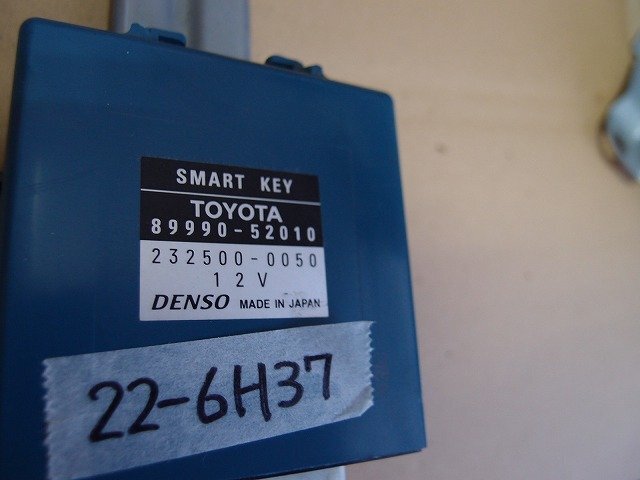 SMART KEY
TOYOTA
89990-52010
232500-0050
12V
DENSO MADE IN JAPAN
22-6H37